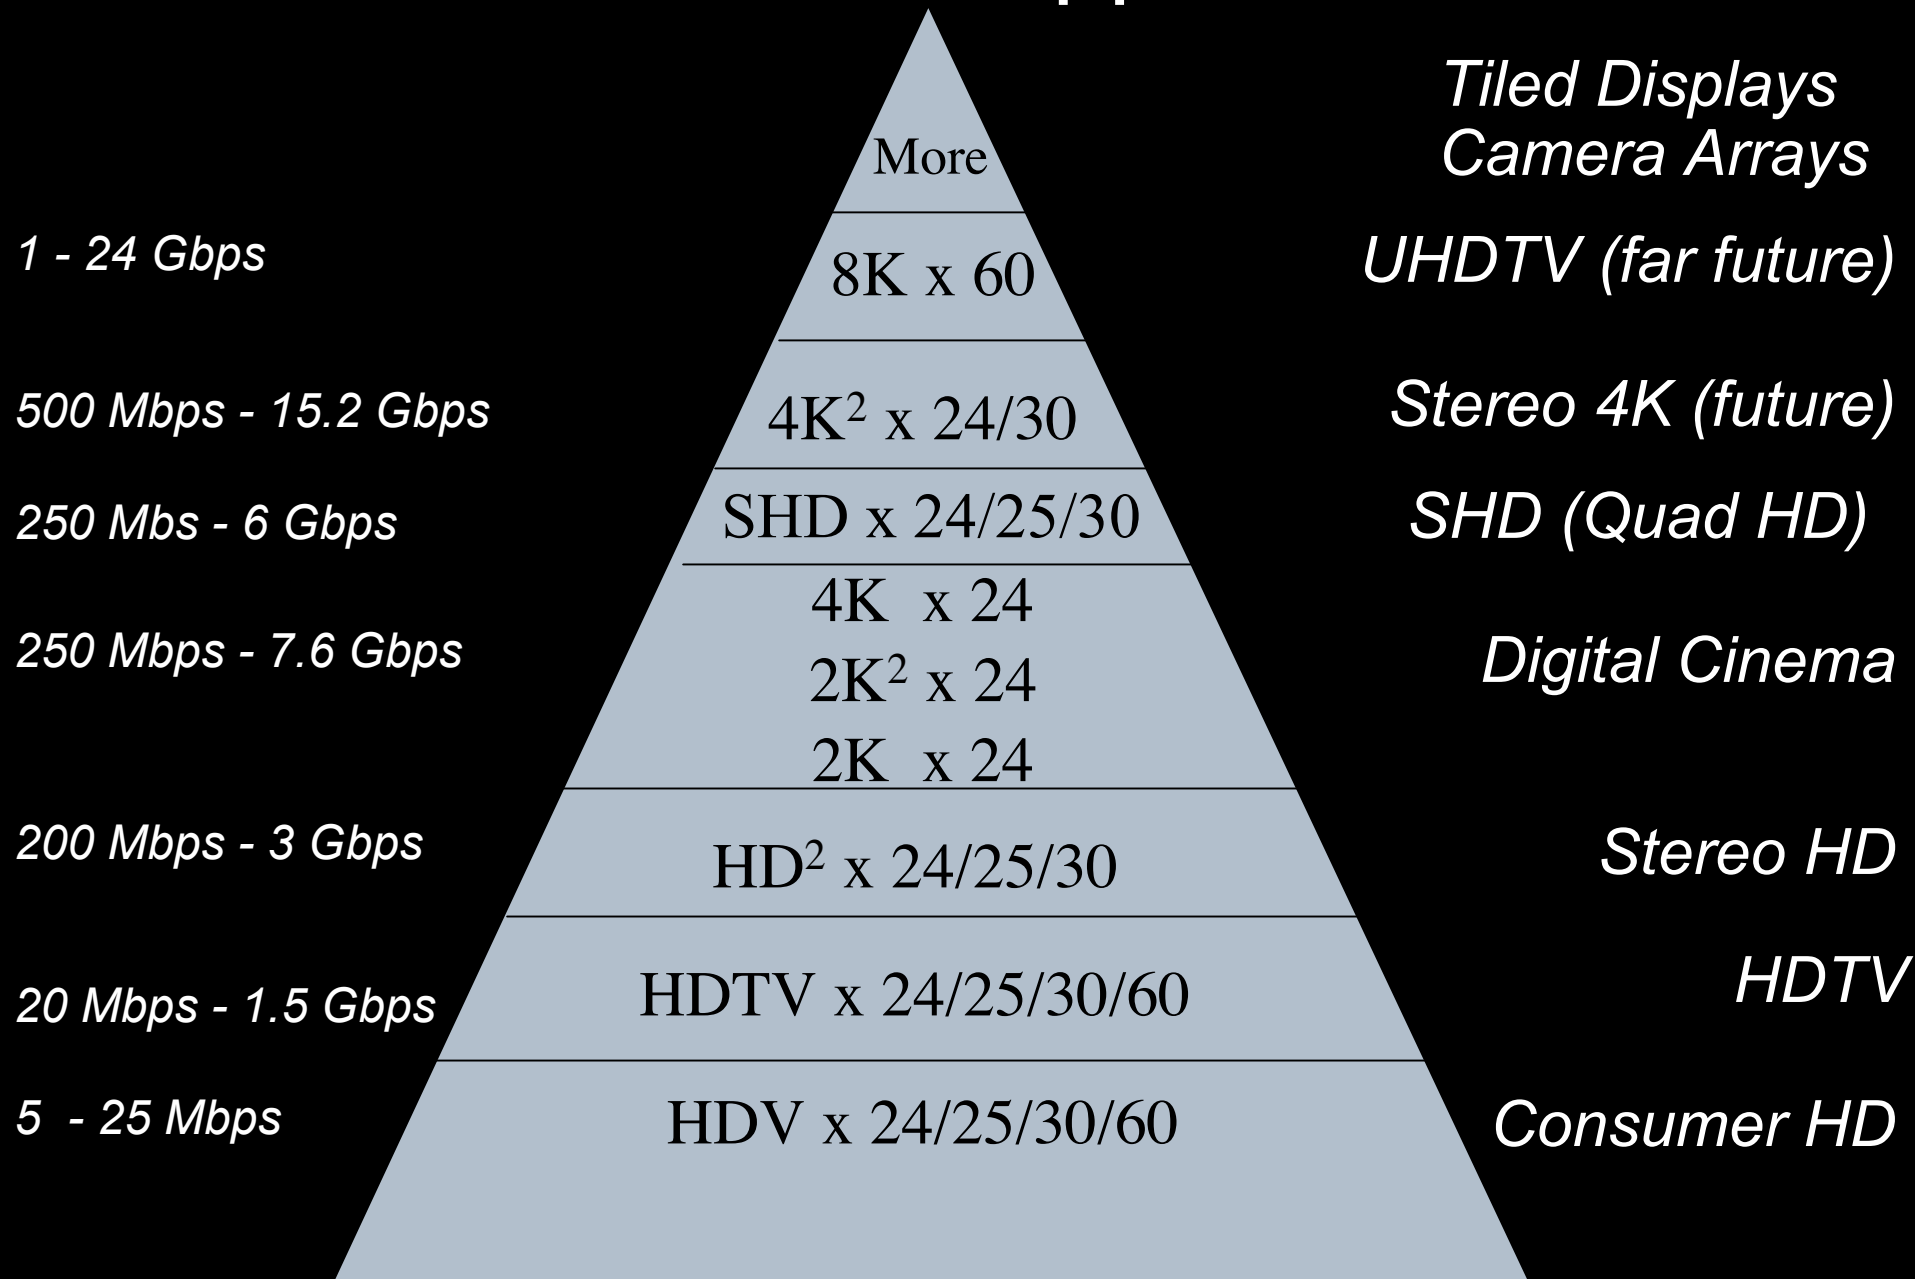 Tiled Displays
Camera Arrays
More
1 - 24 Gbps
8K x 60
UHDTV (far future)
500 Mbps - 15.2 Gbps
4K² x 24/30
Stereo 4K (future)
250 Mbs - 6 Gbps
SHD x 24/25/30
SHD (Quad HD)
4K x 24
250 Mbps - 7.6 Gbps
2K² x 24
Digital Cinema
2K x 24
200 Mbps - 3 Gbps
HD² x 24/25/30
Stereo HD
20 Mbps - 1.5 Gbps
HDTV x 24/25/30/60
HDTV
5 - 25 Mbps
HDV x 24/25/30/60
Consumer HD